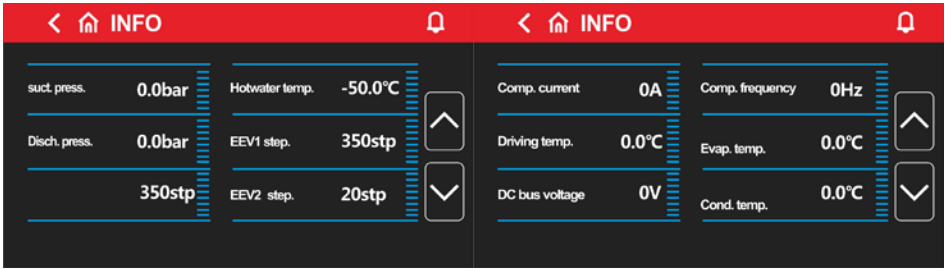 INFO
suct. press. 0.0bar Hotwater temp. -50.0℃
Disch. press. 0.0bar EEV1 step. 350stp
350stp EEV2 step. 20stp
INFO
Comp. current 0A Comp. frequency 0Hz
Driving temp. 0.0℃ Evap. temp. 0.0℃
DC bus voltage 0V Cond. temp. 0.0℃